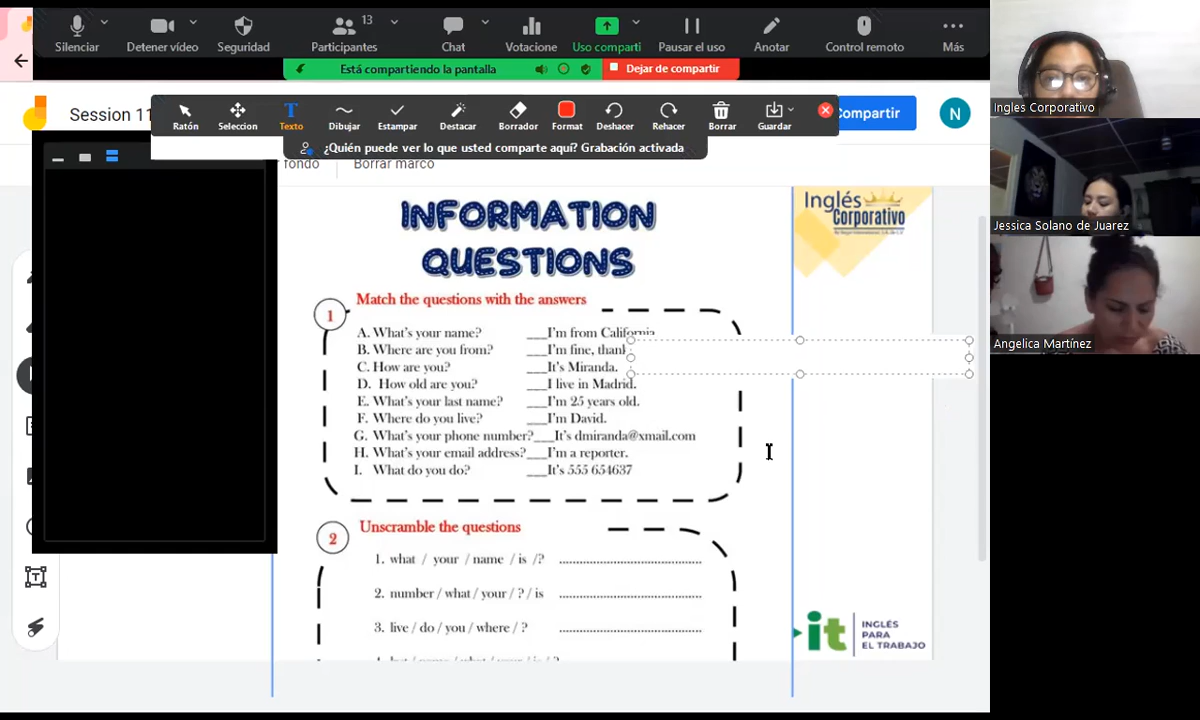 Silenciar
Detener vídeo
Seguridad
13
Participantes
Chat
Votacione
Uso comparti
Pausar el uso
Anotar
Control remoto
Más
Está compartiendo la pantalla
Dejar de compartir
Session 11
Ratón
Selección
Texto
Dibujar
Estampar
Destacar
Borrador
Format
Deshacer
Rehacer
Borrar
Guardar
Compartir
N
¿Quién puede ver lo que usted comparte aquí? Grabación activada
fondo
Borrar marco
INFORMATION
QUESTIONS
Inglés
Corporativo
1
Match the questions with the answers
A. What's your name? ___I'm from California
B. Where are you from? ___I'm fine, thank
C. How are you? ___It's Miranda.
D. How old are you? ___I live in Madrid.
E. What's your last name? ___I'm 25 years old.
F. Where do you live? ___I'm David.
G. What's your phone number?___It's dmiranda@xmail.com
H. What's your email address?___I'm a reporter.
I. What do you do? ___It's 555 654637
2
Unscramble the questions
1. what / your / name / is /? ....................................
2. number / what / your / ? / is ....................................
3. live / do / you / where / ? ....................................
it
INGLÉS
PARA
EL TRABAJO
Ingles Corporativo
Jessica Solano de Juarez
Angelica Martínez